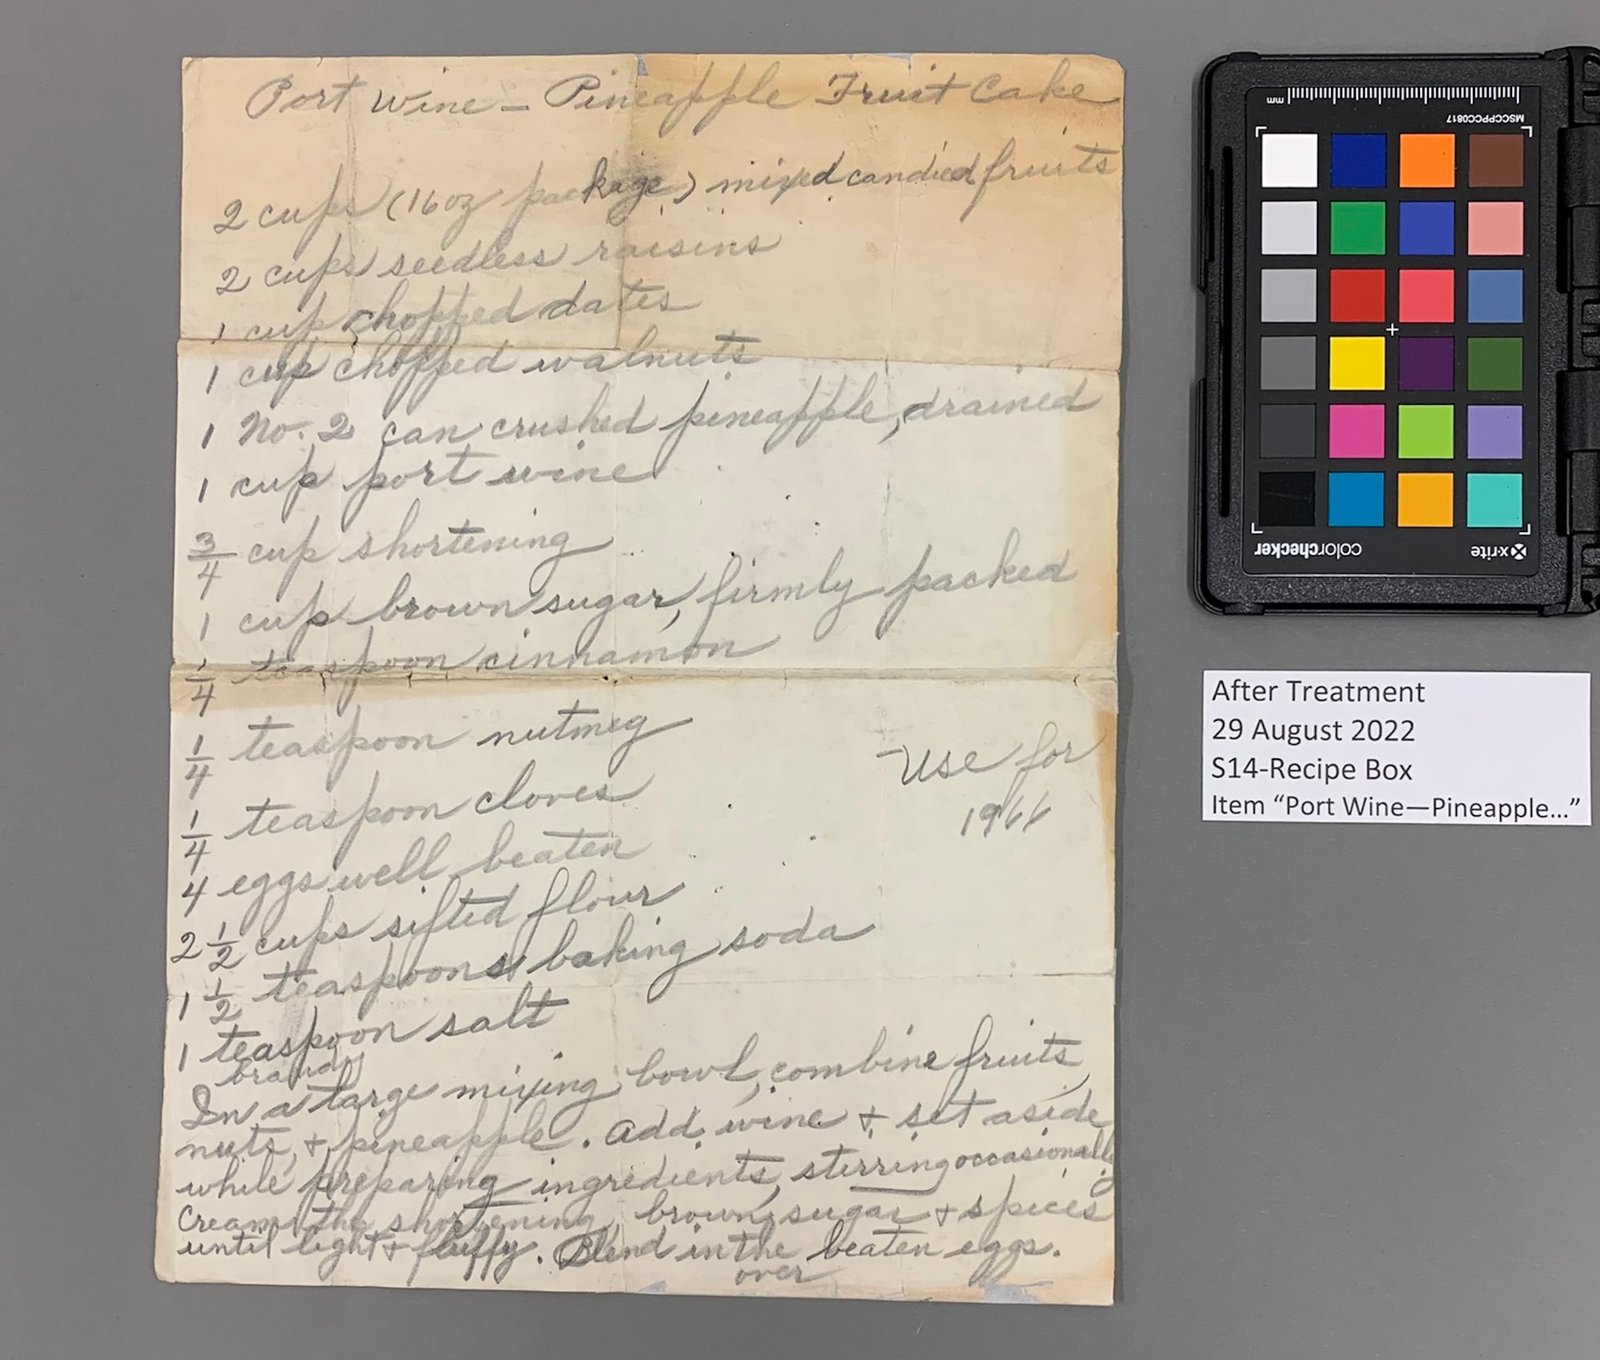 Port Wine – Pineapple Fruit Cake
2 cups (16 oz package) mixed candied fruits
2 cups seedless raisins
1 cup chopped dates
1 cup chopped walnuts
1 No. 2 can crushed pineapple, drained
1 cup port wine
3/4 cup shortening
1 cup brown sugar, firmly packed
1/4 teaspoon cinnamon
1/4 teaspoon nutmeg
Use for
1966
1/4 teaspoon cloves
4 eggs well beaten
2 1/2 cups sifted flour
1 1/2 teaspoons baking soda
1 teaspoon salt
brandy
In a large mixing bowl, combine fruits,
nuts, + pineapple. Add wine + set aside
while preparing ingredients, stirring occasionally.
Cream the shortening, brown sugar + spices
until light + fluffy. Blend in the beaten eggs.
over
mm
MSCCPPCC0817
colorchecker
x-rite
After Treatment
29 August 2022
S14-Recipe Box
Item “Port Wine—Pineapple…”